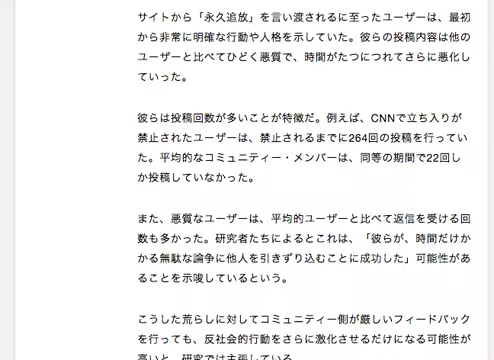 サイトから「永久追放」を言い渡されるに至ったユーザーは、最初
から非常に明確な行動や人格を示していた。彼らの投稿内容は他の
ユーザーと比べてひどく悪質で、時間がたつにつれてさらに悪化し
ていった。
彼らは投稿回数が多いことが特徴だ。例えば、CNNで立ち入りが
禁止されたユーザーは、禁止されるまでに264回の投稿を行ってい
た。平均的なコミュニティー・メンバーは、同等の期間で22回し
か投稿していなかった。
また、悪質なユーザーは、平均的ユーザーと比べて返信を受ける回
数も多かった。研究者たちによるとこれは、「彼らが、時間だけか
かる無駄な論争に他人を引きずり込むことに成功した」可能性があ
ることを示唆しているという。
こうした荒らしに対してコミュニティー側が厳しいフィードバック
を行っても、反社会的行動をさらに激化させるだけになる可能性が
高いと、研究では主張している。